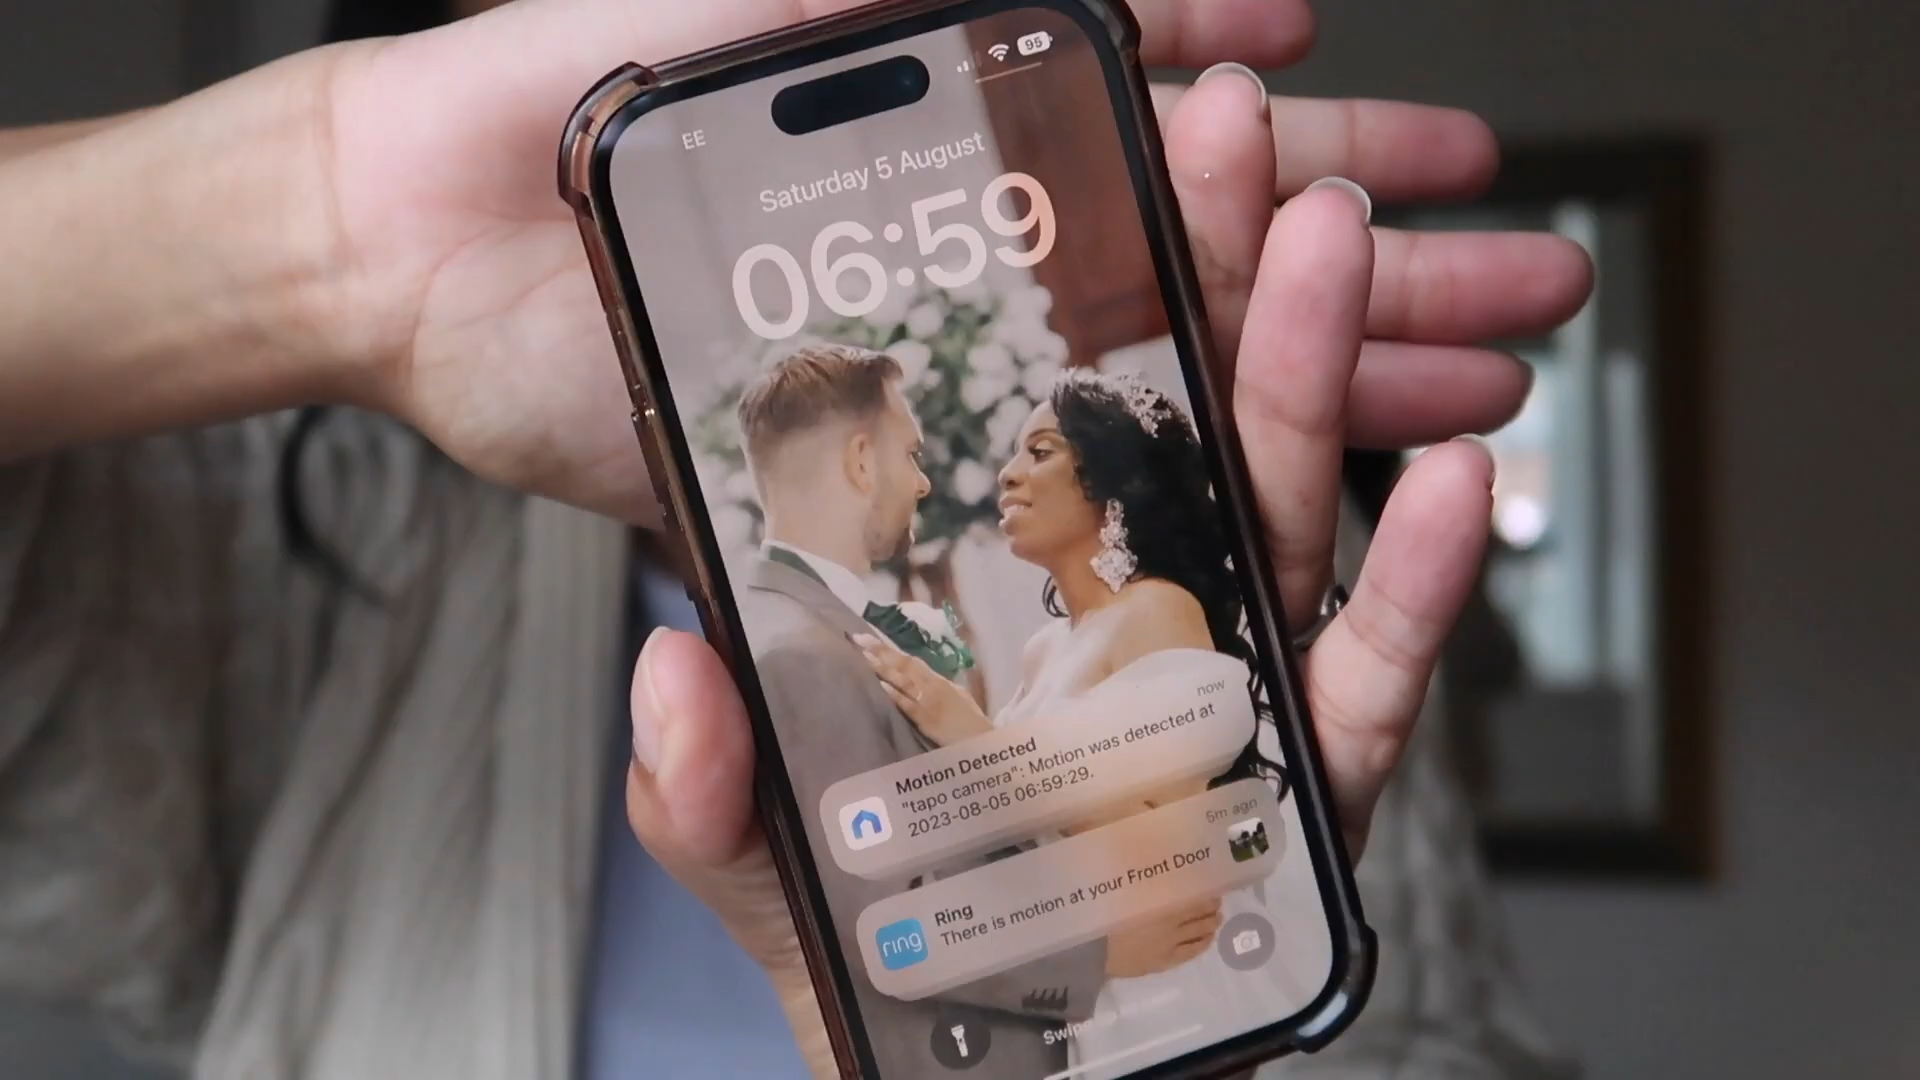 95
EE
Saturday 5 August
06:59
now
Motion Detected
"tapo camera": Motion was detected at
2023-08-05 06:59:29.
5m ago
Ring
There is motion at your Front Door
ring
Swipe